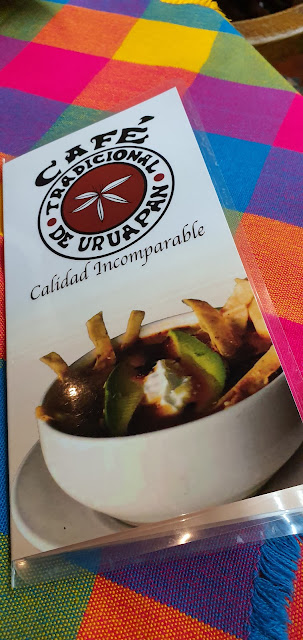 CAFÉ
TRADICIONAL
DE URUAPAN
Calidad Incomparable